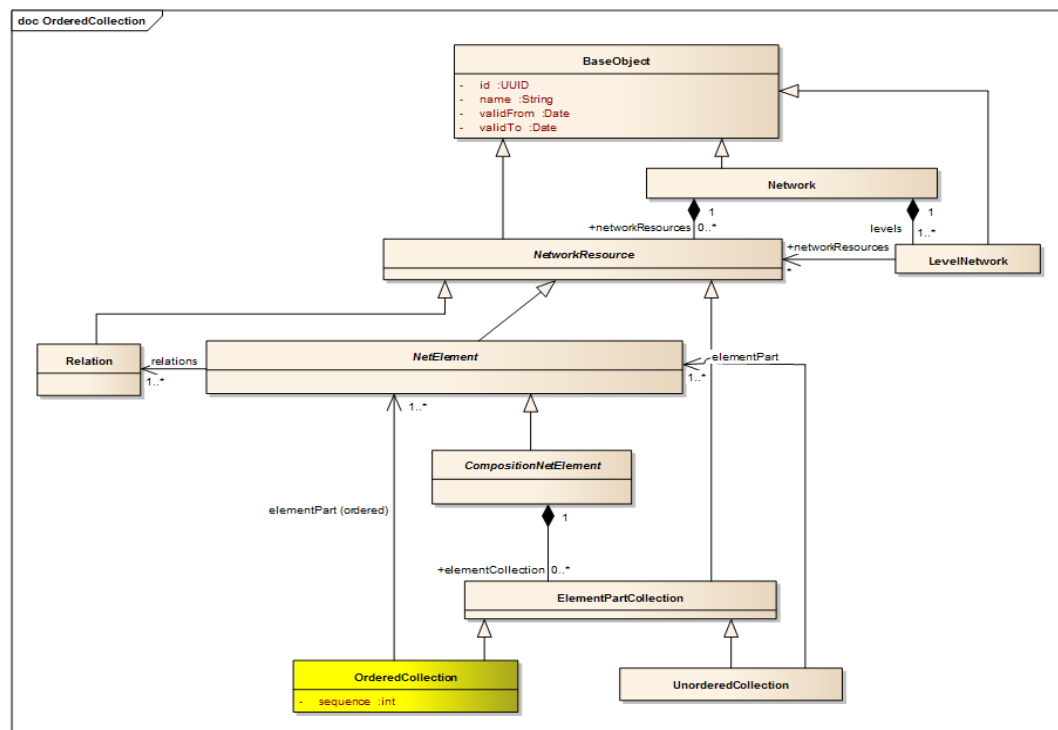 doc OrderedCollection
BaseObject
- id :UUID
- name :String
- validFrom :Date
- validTo :Date
Network
1
1
+networkResources 0..*
levels
1..*
+networkResources
*
NetworkResource
LevelNetwork
Relation
relations
1..*
NetElement
elementPart
1..*
1..*
CompositionNetElement
elementPart (ordered)
1
+elementCollection 0..*
ElementPartCollection
OrderedCollection
- sequence :int
UnorderedCollection